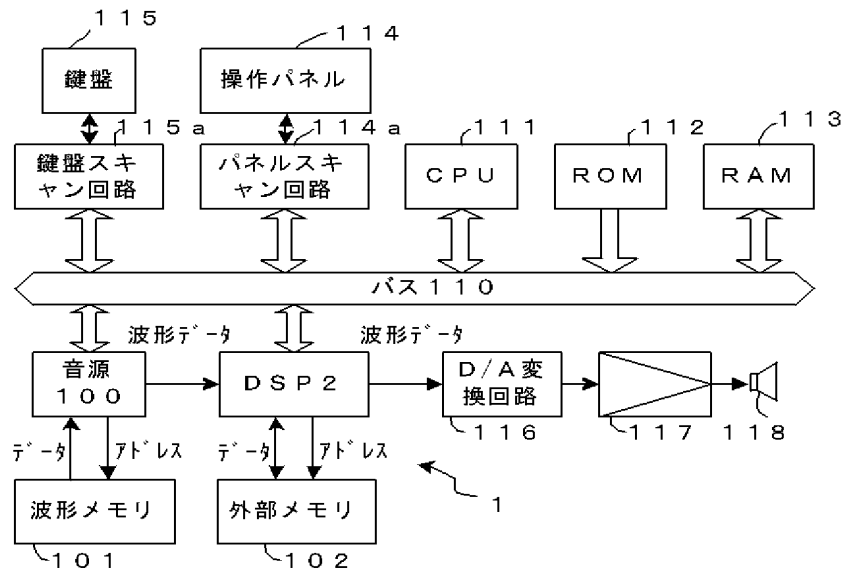 115
114
鍵盤
操作パネル
115a
114a
111
112
113
鍵盤スキ
ャン回路
パネルスキ
ャン回路
CPU
ROM
RAM
バス110
波形ﾃﾞｰﾀ
波形ﾃﾞｰﾀ
音源
100
DSP2
D/A変
換回路
116
117
118
ﾃﾞｰﾀ
ｱﾄﾞﾚｽ
ﾃﾞｰﾀ
ｱﾄﾞﾚｽ
1
波形メモリ
外部メモリ
101
102